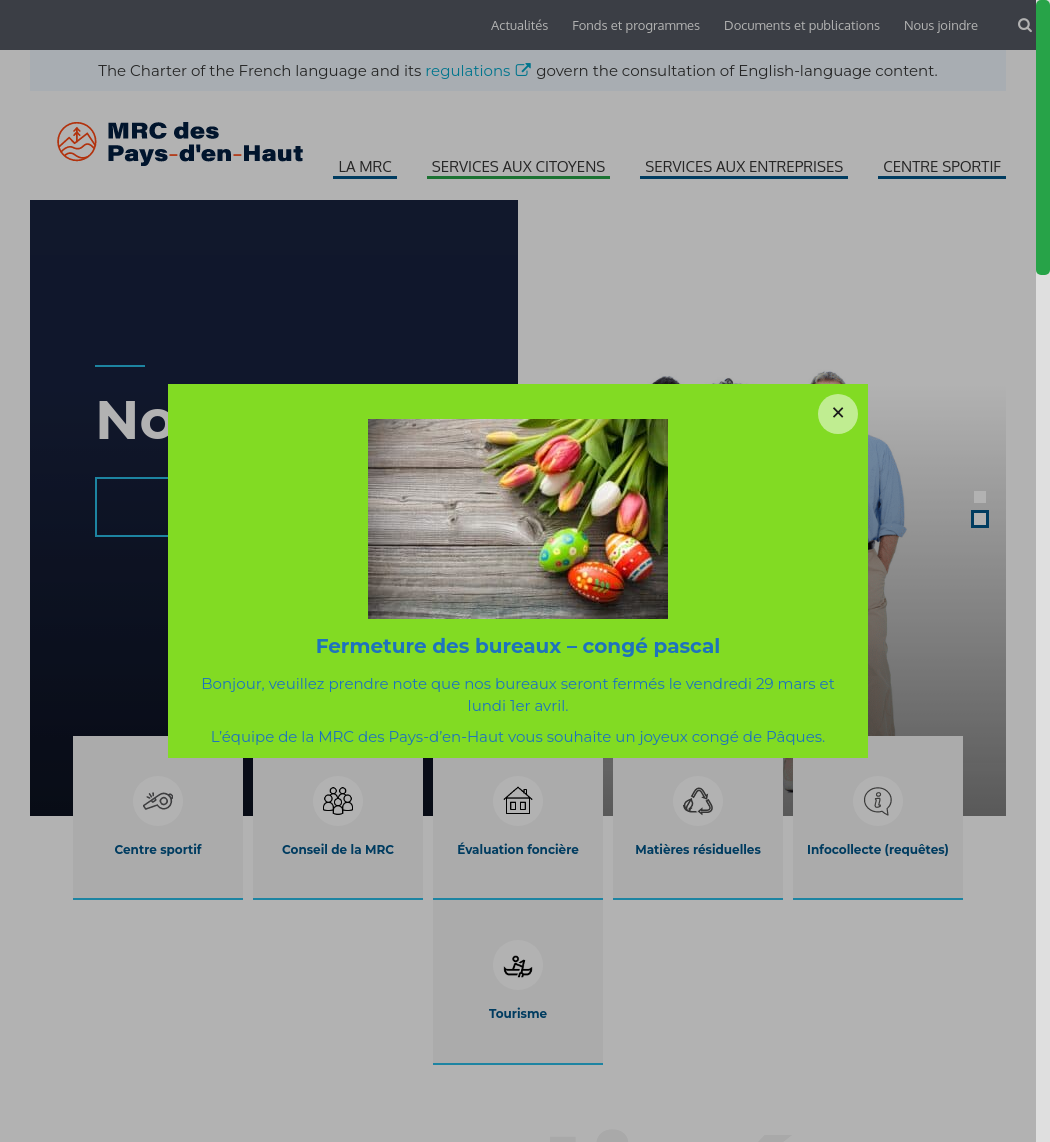 Actualités Fonds et programmes Documents et publications Nous joindre
The Charter of the French language and its regulations govern the consultation of English-language content.
MRC des
Pays-d'en-Haut
LA MRC SERVICES AUX CITOYENS SERVICES AUX ENTREPRISES CENTRE SPORTIF
×
Fermeture des bureaux – congé pascal
Bonjour, veuillez prendre note que nos bureaux seront fermés le vendredi 29 mars et
lundi 1er avril.
L'équipe de la MRC des Pays-d'en-Haut vous souhaite un joyeux congé de Pâques.
Centre sportif Conseil de la MRC Évaluation foncière Matières résiduelles Infocollecte (requêtes)
Tourisme